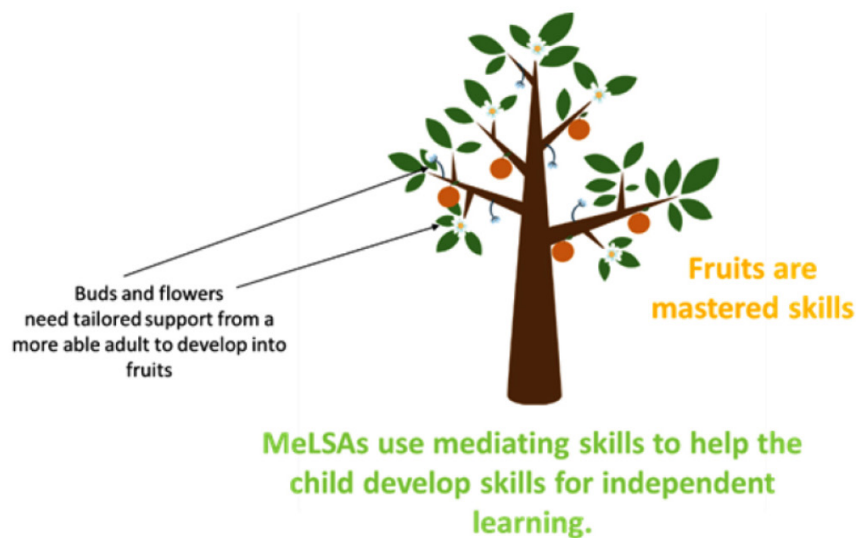 Buds and flowers
need tailored support from a
more able adult to develop into
fruits
Fruits are
mastered skills
MeLSAs use mediating skills to help the
child develop skills for independent
learning.